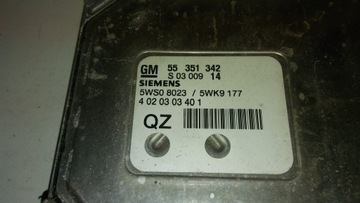 GM 55 351 342
S 03 009 14
SIEMENS
5WS0 8023 / 5WK9 177
4 02 03 03 40 1
QZ